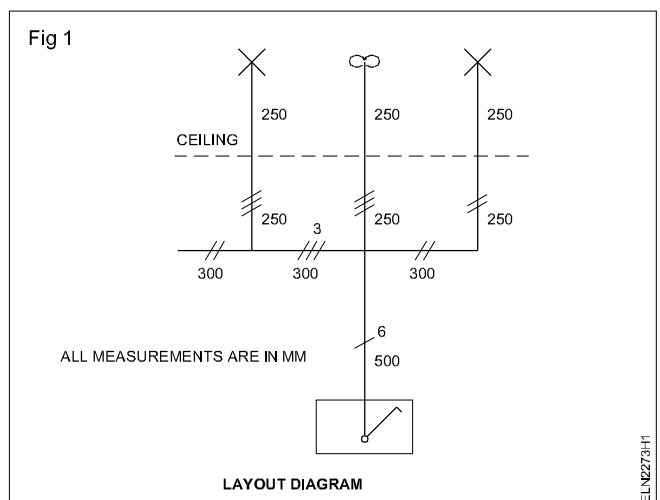 Fig 1
250 250 250
CEILING
250 250 250
3
300 300 300
6
ALL MEASUREMENTS ARE IN MM 500
LAYOUT DIAGRAM
ELN2273H1